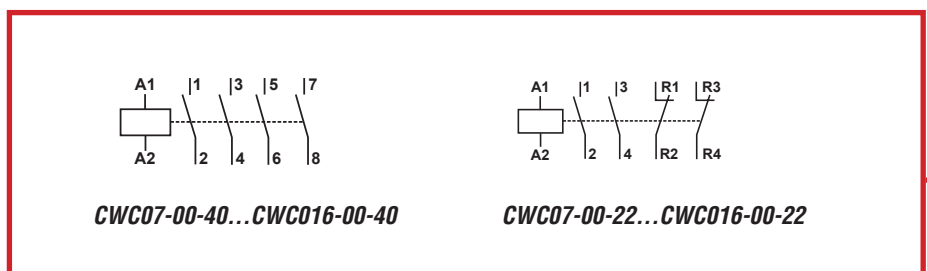 A1 1 3 5 7
A2 2 4 6 8
CWC07-00-40...CWC016-00-40
A1 1 3 R1 R3
A2 2 4 R2 R4
CWC07-00-22...CWC016-00-22